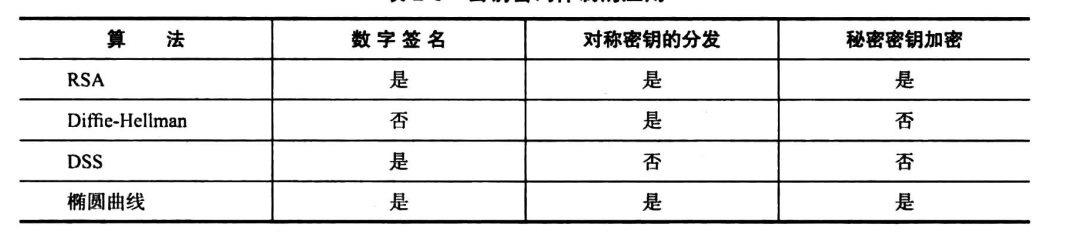 算 法 数字签名 对称密钥的分发 秘密密钥加密
RSA 是 是 是
Diffie-Hellman 否 是 否
DSS 是 否 否
椭圆曲线 是 是 是